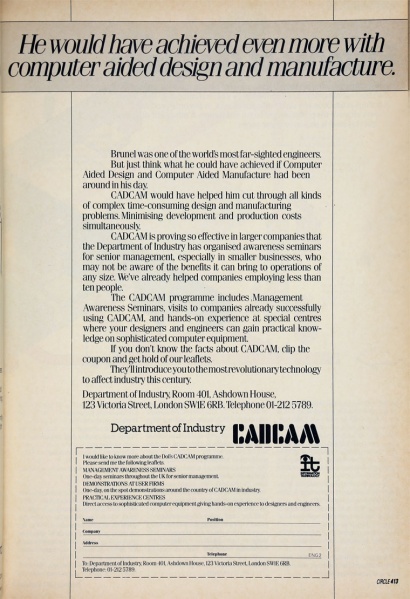 He would have achieved even more with
computer aided design and manufacture.
Brunel was one of the world's most far-sighted engineers.
But just think what he could have achieved if Computer
Aided Design and Computer Aided Manufacture had been
around in his day.
CADCAM would have helped him cut through all kinds
of complex time-consuming design and manufacturing
problems. Minimising development and production costs
simultaneously.
CADCAM is proving so effective in larger companies that
the Department of Industry has organised awareness seminars
for senior management, especially in smaller businesses, who
may not be aware of the benefits it can bring to operations of
any size. We've already helped companies employing less than
ten people.
The CADCAM programme includes Management
Awareness Seminars, visits to companies already successfully
using CADCAM, and hands-on experience at special centres
where your designers and engineers can gain practical know-
ledge on sophisticated computer equipment.
If you don't know the facts about CADCAM, clip the
coupon and get hold of our leaflets.
They'll introduce you to the most revolutionary technology
to affect industry this century.
Department of Industry, Room 401, Ashdown House,
123 Victoria Street, London SW1E 6RB. Telephone 01-212 5789.
Department of Industry CADCAM
I would like to know more about the DoI's CADCAM programme.
Please send me the following leaflets
MANAGEMENT AWARENESS SEMINARS
One-day seminars throughout the UK for senior management.
DEMONSTRATIONS AT USER FIRMS
One-day, on the spot demonstrations around the country of CADCAM in industry.
PRACTICAL EXPERIENCE CENTRES
Direct access to sophisticated computer equipment giving hands-on experience to designers and engineers.
it
INFORMATION
TECHNOLOGY
Name Position
Company
Address
Telephone ENG2
To: Department of Industry, Room 401, Ashdown House, 123 Victoria Street, London SW1E 6RB.
Telephone: 01-212 5789.
CIRCLE 413